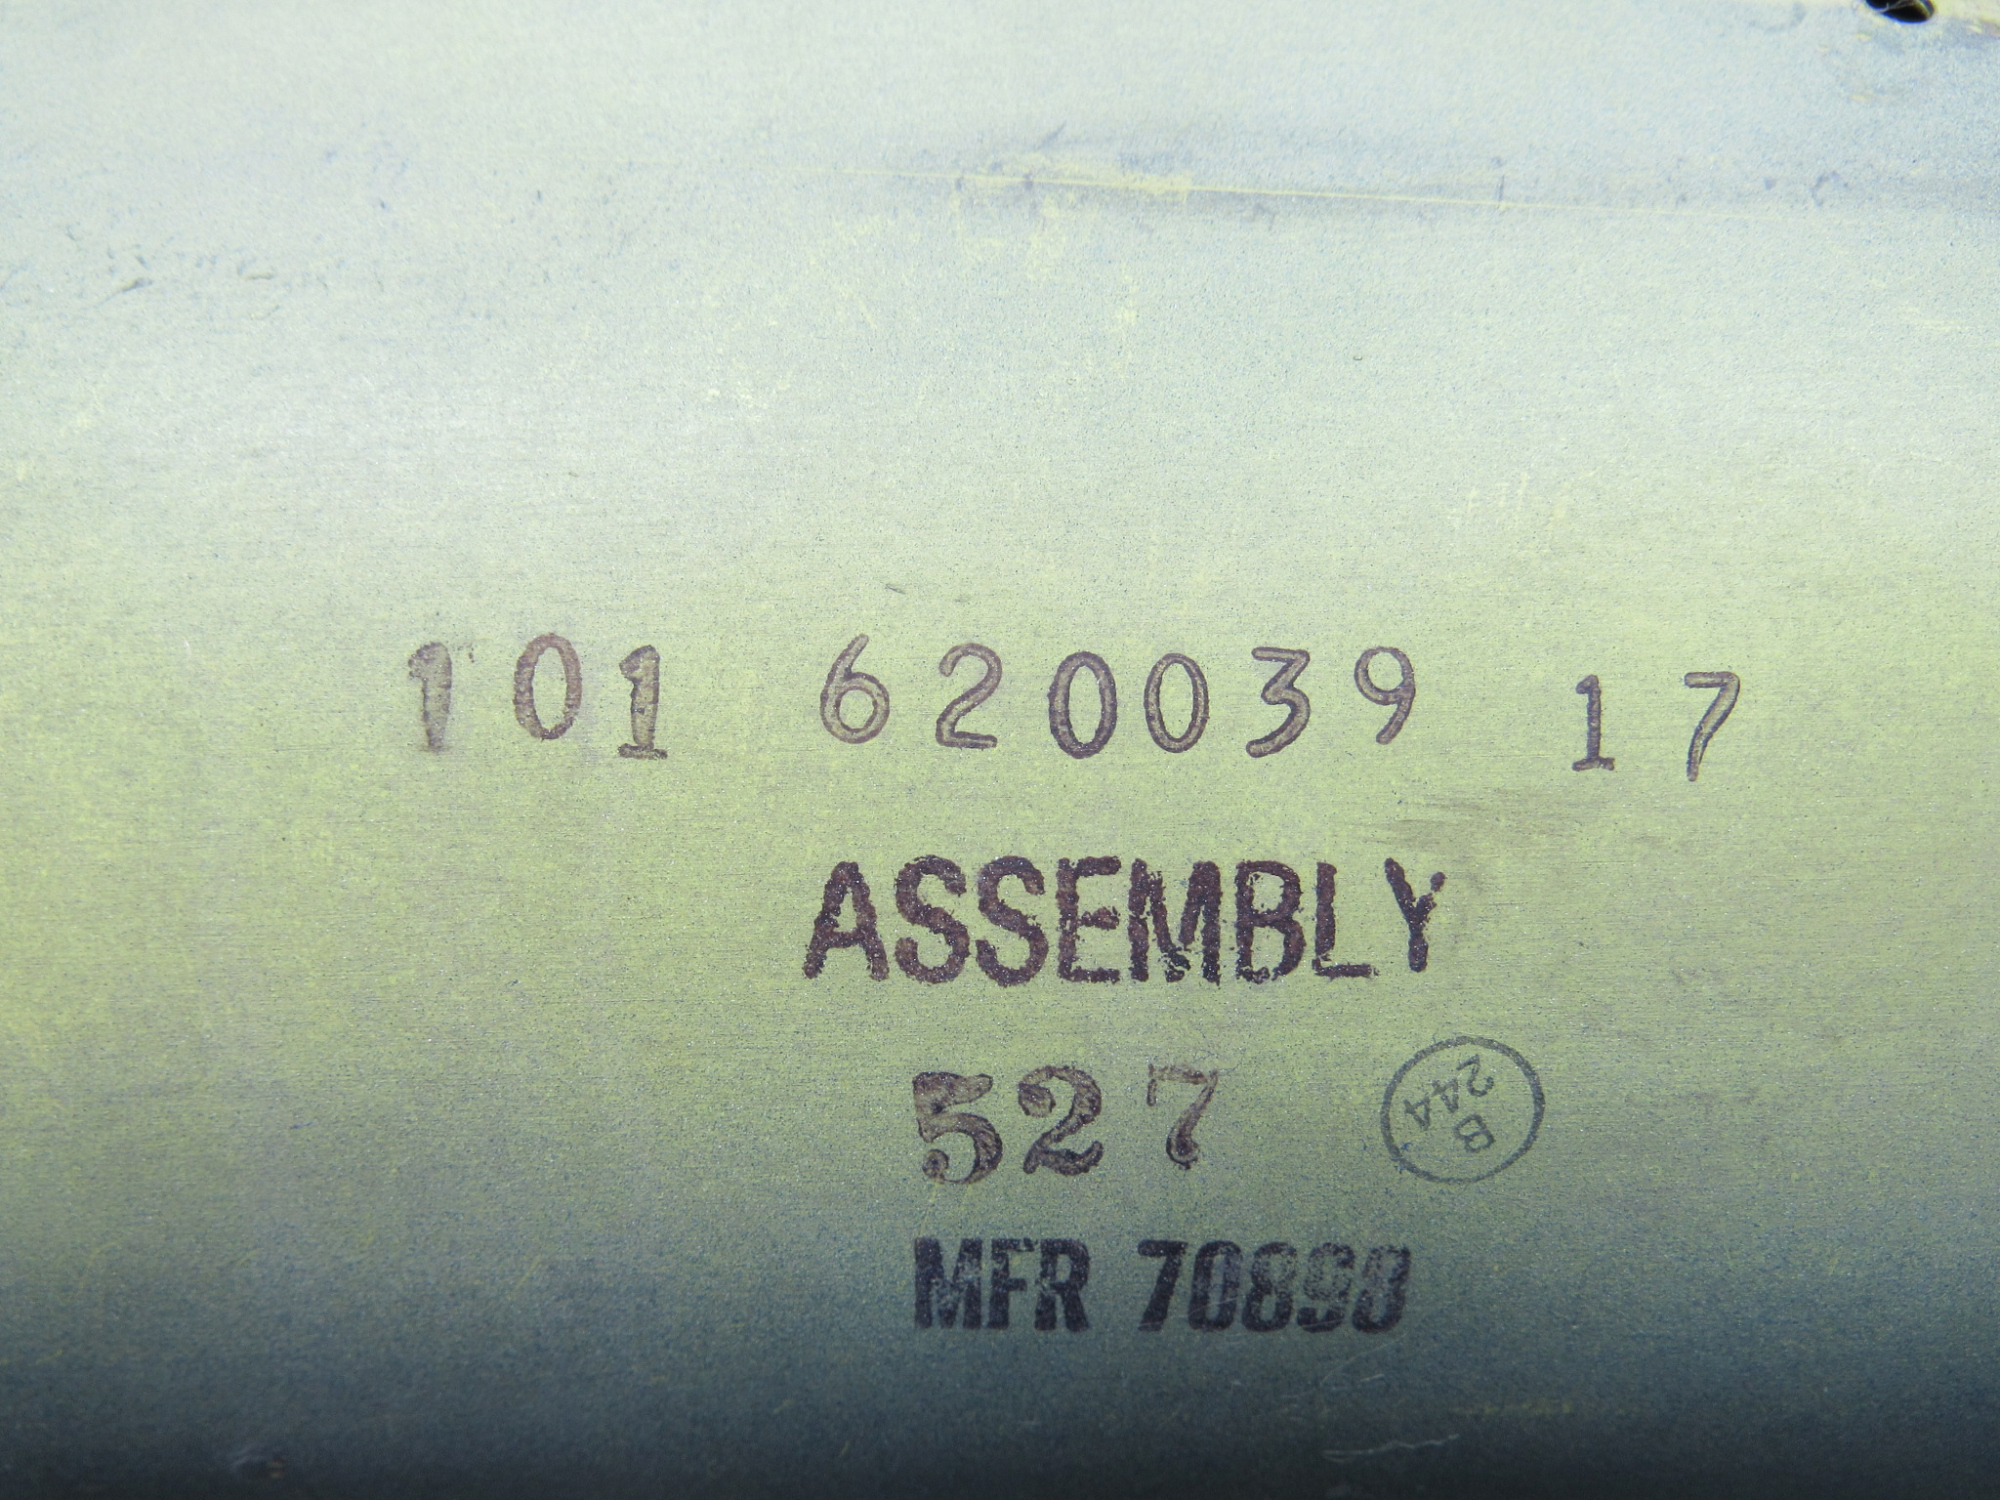 101 620039 17
ASSEMBLY
527
B
244
MFR 70898